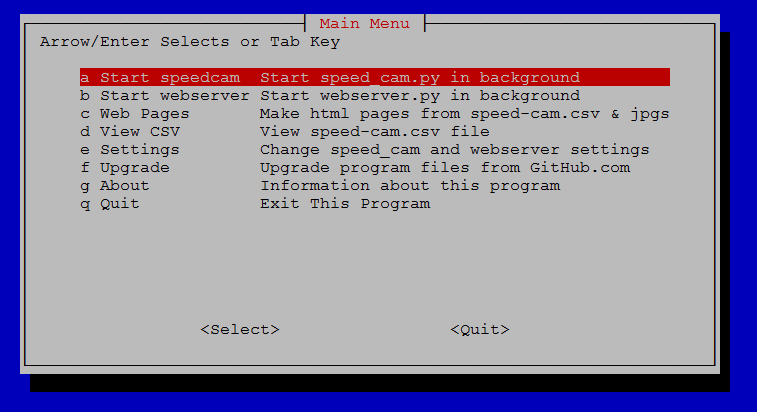 Main Menu
Arrow/Enter Selects or Tab Key
a Start speedcam  Start speed_cam.py in background
b Start webserver Start webserver.py in background
c Web Pages       Make html pages from speed-cam.csv & jpgs
d View CSV        View speed-cam.csv file
e Settings        Change speed_cam and webserver settings
f Upgrade         Upgrade program files from GitHub.com
g About           Information about this program
q Quit            Exit This Program
<Select>                 <Quit>